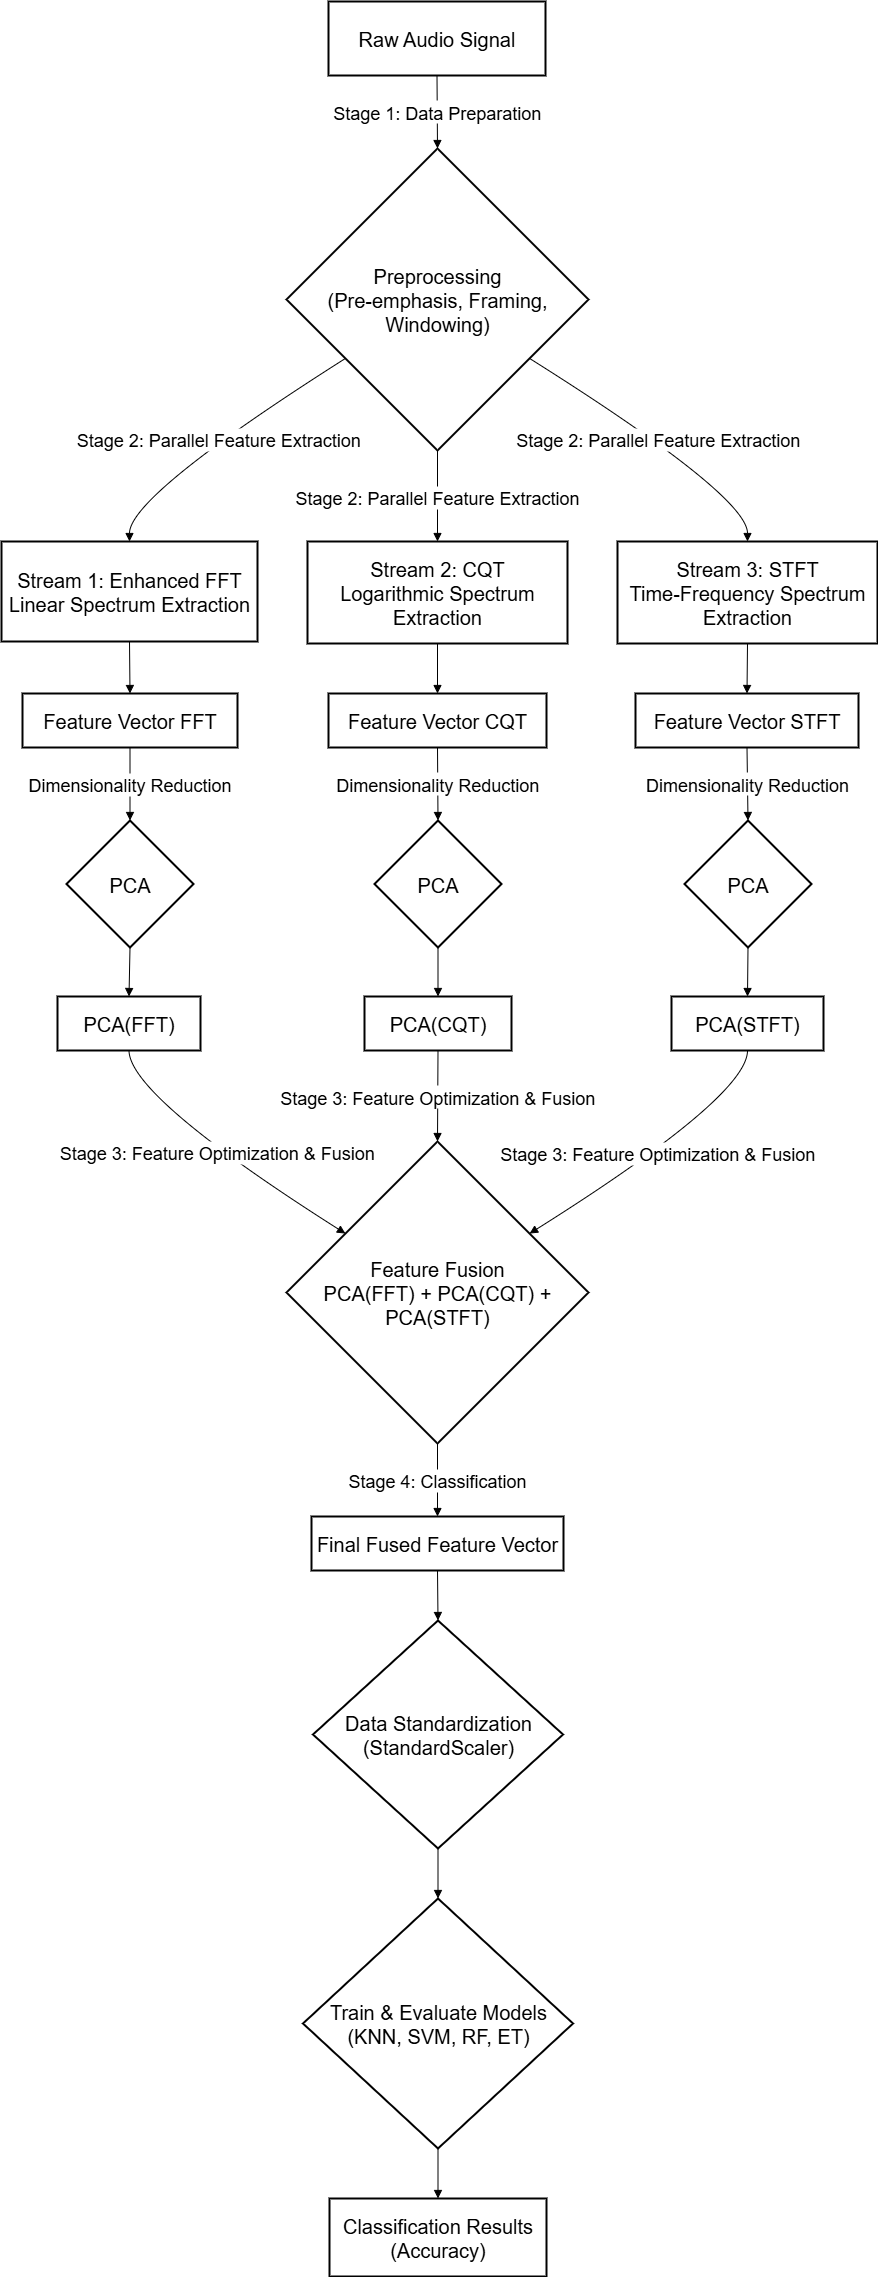 Raw Audio Signal
Stage 1: Data Preparation
Preprocessing
(Pre-emphasis, Framing,
Windowing)
Stage 2: Parallel Feature Extraction
Stage 2: Parallel Feature Extraction
Stage 2: Parallel Feature Extraction
Stream 1: Enhanced FFT
Linear Spectrum Extraction
Stream 2: CQT
Logarithmic Spectrum
Extraction
Stream 3: STFT
Time-Frequency Spectrum
Extraction
Feature Vector FFT
Feature Vector CQT
Feature Vector STFT
Dimensionality Reduction
Dimensionality Reduction
Dimensionality Reduction
PCA
PCA
PCA
PCA(FFT)
PCA(CQT)
PCA(STFT)
Stage 3: Feature Optimization & Fusion
Stage 3: Feature Optimization & Fusion
Stage 3: Feature Optimization & Fusion
Feature Fusion
PCA(FFT) + PCA(CQT) +
PCA(STFT)
Stage 4: Classification
Final Fused Feature Vector
Data Standardization
(StandardScaler)
Train & Evaluate Models
(KNN, SVM, RF, ET)
Classification Results
(Accuracy)